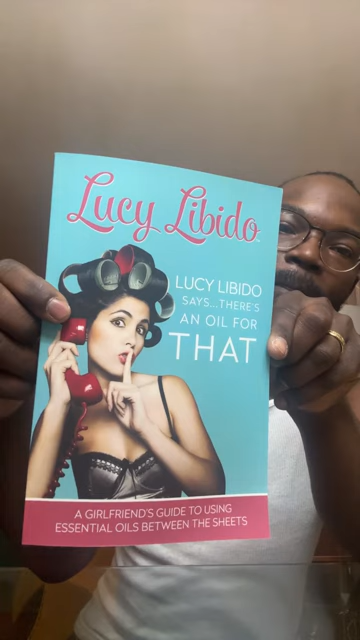 Lucy Libido
LUCY LIBIDO
SAYS...THERE'S
AN OIL FOR
THAT
A GIRLFRIEND'S GUIDE TO USING
ESSENTIAL OILS BETWEEN THE SHEETS